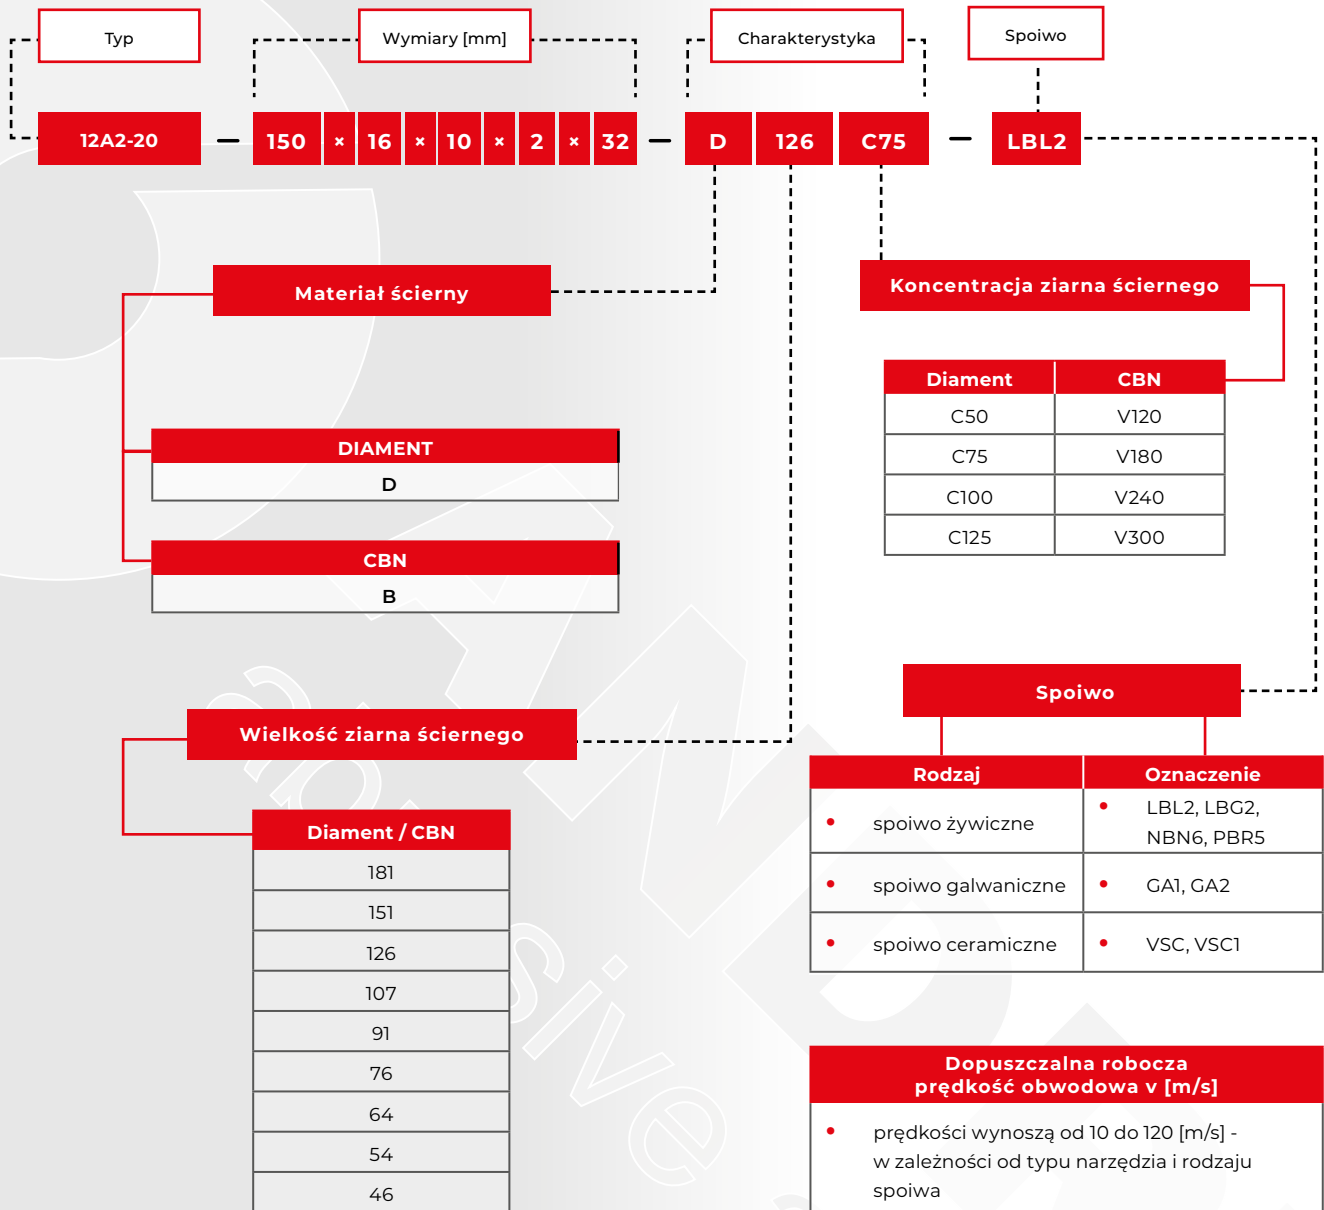 Typ
Wymiary [mm]
Charakterystyka
Spoiwo
12A2-20 – 150 × 16 × 10 × 2 × 32 – D 126 C75 – LBL2
Materiał ścierny
DIAMENT
D
CBN
B
Koncentracja ziarna ściernego
Diament CBN
C50 V120
C75 V180
C100 V240
C125 V300
Wielkość ziarna ściernego
Diament / CBN
181
151
126
107
91
76
64
54
46
Spoiwo
Rodzaj Oznaczenie
• spoiwo żywiczne • LBL2, LBG2,
NBN6, PBR5
• spoiwo galwaniczne • GA1, GA2
• spoiwo ceramiczne • VSC, VSC1
Dopuszczalna robocza
prędkość obwodowa v [m/s]
• prędkości wynoszą od 10 do 120 [m/s] -
w zależności od typu narzędzia i rodzaju
spoiwa